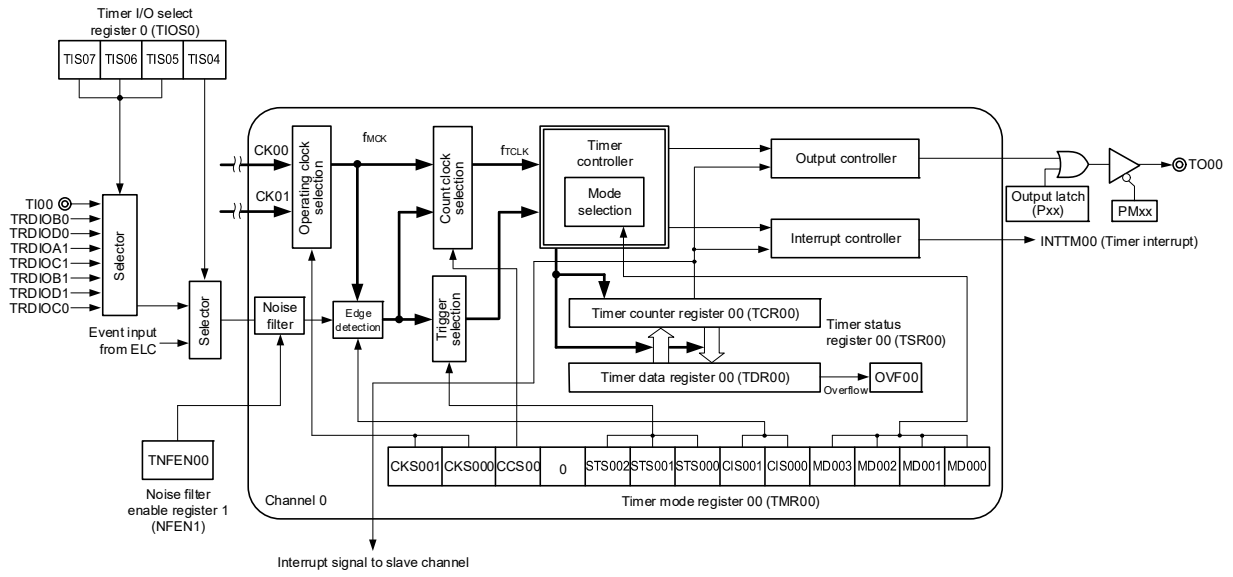 Timer I/O select
register 0 (TIOS0)
TIS07 TIS06 TIS05 TIS04
CK00
CK01
Operating clock
selection
fMCK
Count clock
selection
fTCLK
Timer
controller
Mode
selection
Output controller
Output latch
(Pxx)
PMxx
TO00
Interrupt controller
INTTM00 (Timer interrupt)
TI00
TRDIOB0
TRDIOD0
TRDIOA1
TRDIOC1
TRDIOB1
TRDIOD1
TRDIOC0
Selector
Event input
from ELC
Selector
Noise
filter
Edge
detection
Trigger
selection
Timer counter register 00 (TCR00)
Timer status
register 00 (TSR00)
Timer data register 00 (TDR00)
Overflow
OVF00
TNFEN00
Noise filter
enable register 1
(NFEN1)
CKS001 CKS000 CCS00 0 STS002 STS001 STS000 CIS001 CIS000 MD003 MD002 MD001 MD000
Channel 0
Timer mode register 00 (TMR00)
Interrupt signal to slave channel